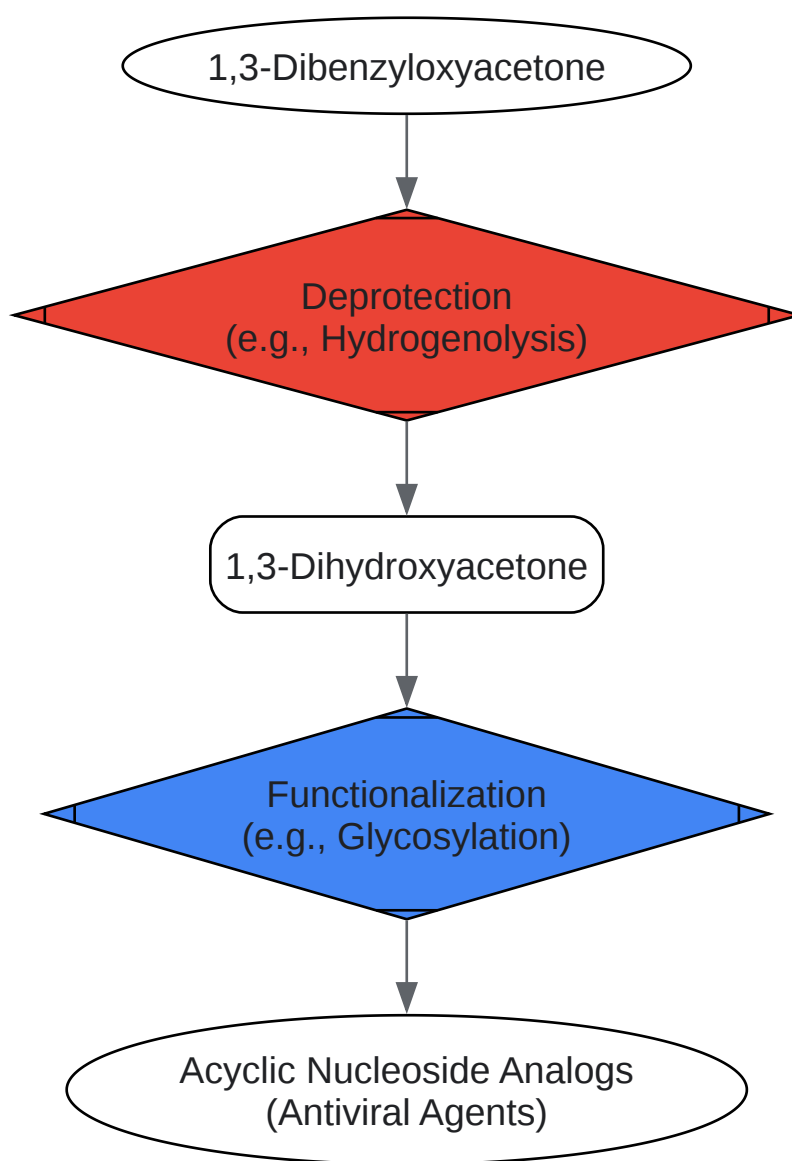 1,3-Dibenzyloxyacetone
Deprotection
(e.g., Hydrogenolysis)
1,3-Dihydroxyacetone
Functionalization
(e.g., Glycosylation)
Acyclic Nucleoside Analogs
(Antiviral Agents)